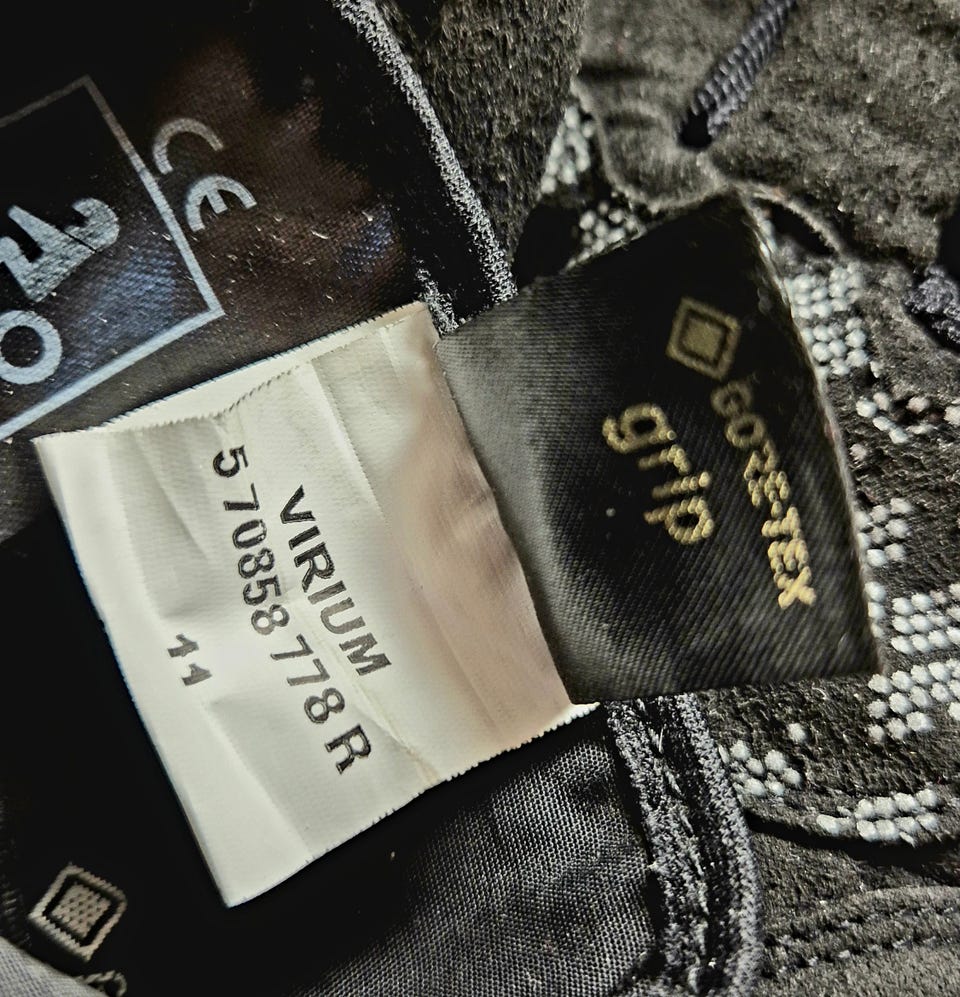 CE
VIRIUM
5 70858 778 R
11
GORE-TEX
grip